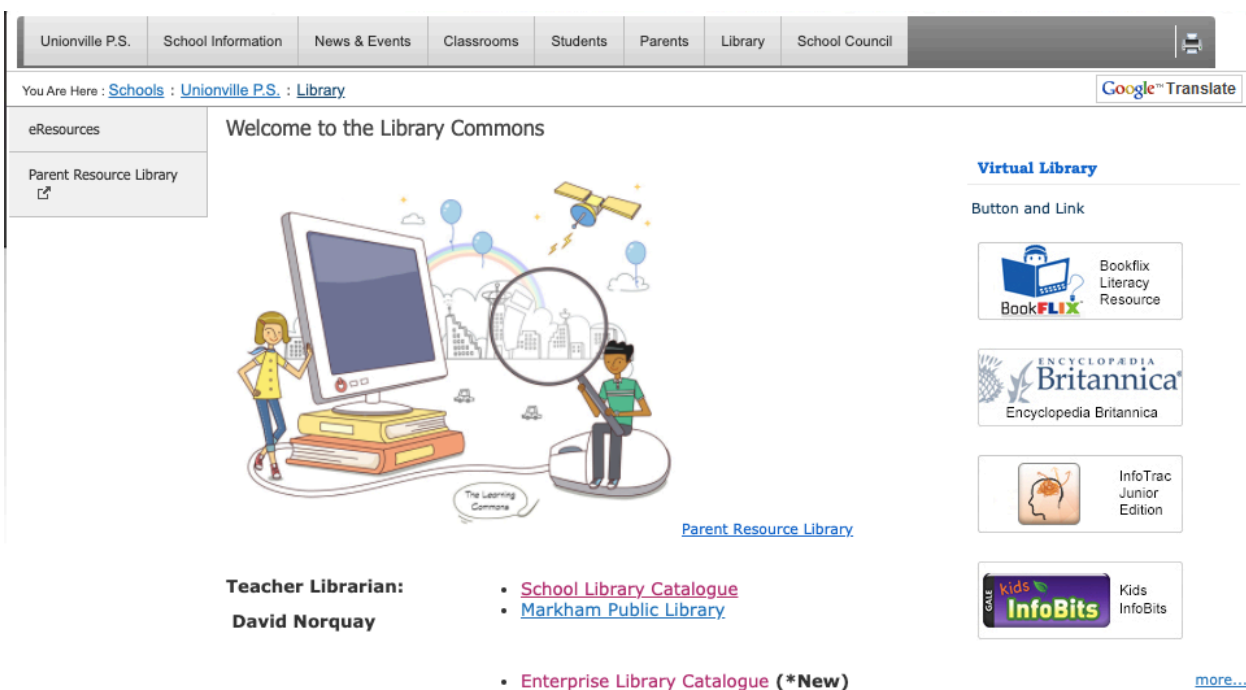 Unionville P.S. School Information News & Events Classrooms Students Parents Library School Council
You Are Here : Schools : Unionville P.S. : Library
Google™ Translate
eResources
Parent Resource Library
Welcome to the Library Commons
The Learning
Commons
Parent Resource Library
Teacher Librarian:
David Norquay
• School Library Catalogue
• Markham Public Library
• Enterprise Library Catalogue (*New)
Virtual Library
Button and Link
BookFLIX
Bookflix
Literacy
Resource
ENCYCLOPÆDIA
Britannica®
Encyclopedia Britannica
InfoTrac
Junior
Edition
GALE
kids
InfoBits
Kids
InfoBits
more...